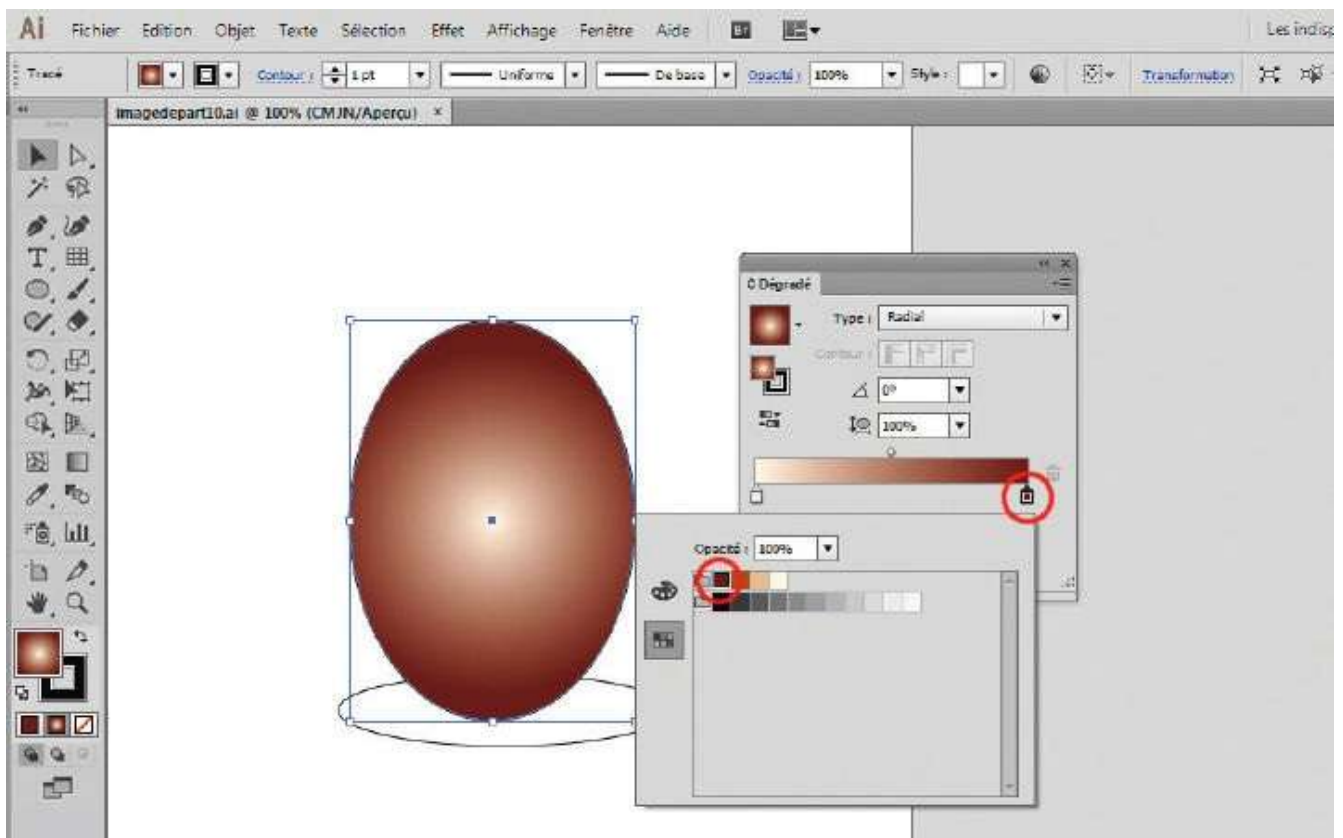 Ai Fichier Edition Objet Texte Sélection Effet Affichage Fenêtre Aide Br Les indisp
Tracé Contour : 1 pt Uniforme De base Opacité : 100% Style : Transformation
imagedepart10.ai @ 100% (CMJN/Aperçu) ×
Dégradé
Type : Radial
Contour :
0°
100%
Opacité : 100%